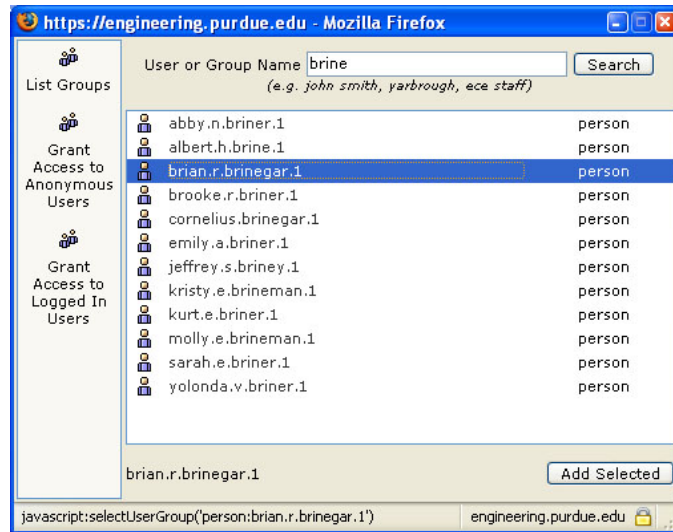 https://engineering.purdue.edu - Mozilla Firefox
List Groups
Grant
Access to
Anonymous
Users
Grant
Access to
Logged In
Users
User or Group Name brine Search
(e.g. john smith, yarbrough, ece staff)
abby.n.briner.1 person
albert.h.brine.1 person
brian.r.brinegar.1 person
brooke.r.briner.1 person
cornelius.brinegar.1 person
emily.a.briner.1 person
jeffrey.s.briney.1 person
kristy.e.brineman.1 person
kurt.e.briner.1 person
molly.e.brineman.1 person
sarah.e.briner.1 person
yolonda.v.briner.1 person
brian.r.brinegar.1 Add Selected
javascript:selectUserGroup('person:brian.r.brinegar.1') engineering.purdue.edu